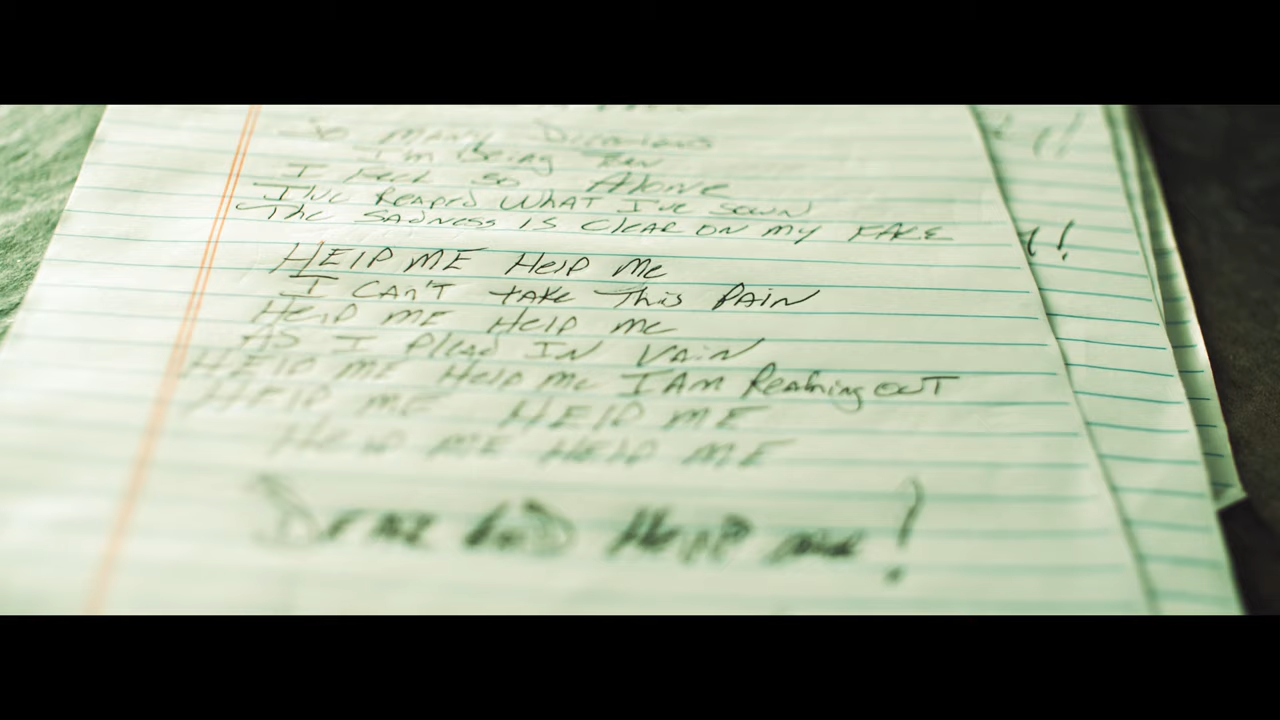 So MANY Directions
I'm Being
I Feel So Alone
I'VE REAPED WHAT I'VE SOWN
The SADNESS IS CLEAR ON MY FACE
HELP ME Help Me
I CAN'T take This PAIN
HELP ME Help me
AS I Plead IN VAIN
HELP ME Help Me I AM Reaching OUT
HELP ME HELP ME
HELP ME HELP ME
Dear GOD Help me!